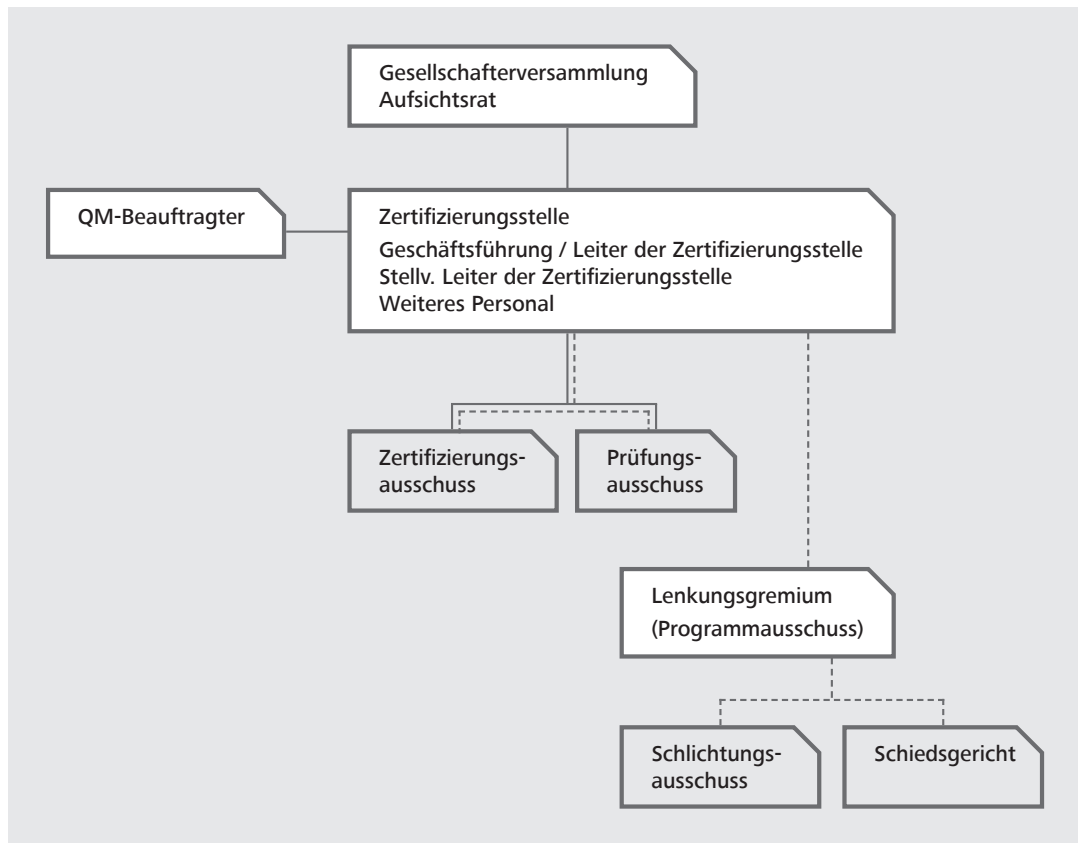 Gesellschafterversammlung
Aufsichtsrat
QM-Beauftragter
Zertifizierungsstelle
Geschäftsführung / Leiter der Zertifizierungsstelle
Stellv. Leiter der Zertifizierungsstelle
Weiteres Personal
Zertifizierungs-
ausschuss
Prüfungs-
ausschuss
Lenkungsgremium
(Programmausschuss)
Schlichtungs-
ausschuss
Schiedsgericht